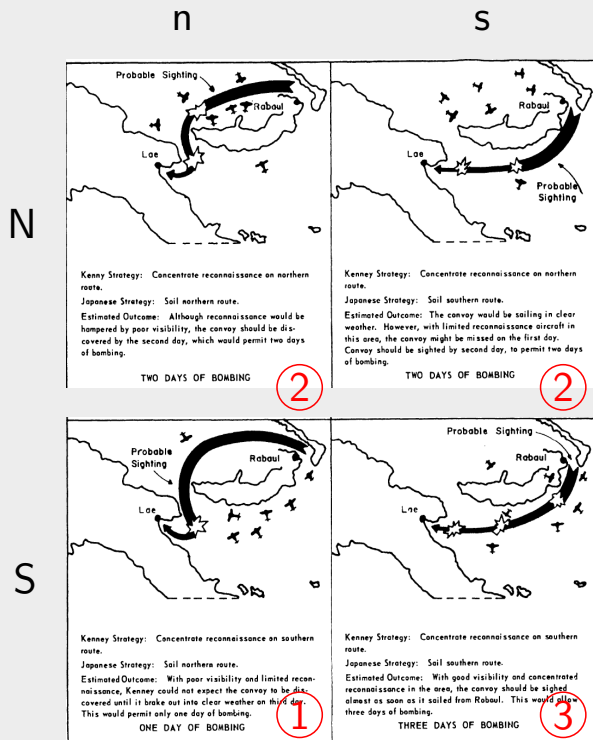 n
s
N
Probable Sighting
Rabaul
Lae
Kenny Strategy: Concentrate reconnaissance on northern
route.
Japanese Strategy: Soil northern route.
Estimated Outcome: Although reconnaissance would be
hampered by poor visibility, the convoy should be dis-
covered by the second day, which would permit two days
of bombing.
TWO DAYS OF BOMBING
2
Rabaul
Lae
Probable
Sighting
Kenney Strategy: Concentrate reconnaissance on northern
route.
Japanese Strategy: Soil southern route.
Estimated Outcome: The convoy would be sailing in clear
weather. However, with limited reconnaissance aircraft in
this area, the convoy might be missed on the first day.
Convoy should be sighted by second day, to permit two days
of bombing.
TWO DAYS OF BOMBING
2
S
Probable
Sighting
Rabaul
Lae
Kenney Strategy: Concentrate reconnaissance on southern
route.
Japanese Strategy: Sail northern route.
Estimated Outcome: With poor visibility and limited recon-
naissance, Kenney could not expect the convoy to be dis-
covered until it brake out into clear weather on third day.
This would permit only one day of bombing.
ONE DAY OF BOMBING
1
Probable Sighting
Rabaul
Lae
Kenney Strategy: Concentrate reconnaissance on southern
route.
Japanese Strategy: Sail southern route.
Estimated Outcome: With good visibility and concentrated
reconnaissance in the area, the convoy should be sighed
almost as soon as it sailed from Rabaul. This would allow
three days of bombing.
THREE DAYS OF BOMBING
3